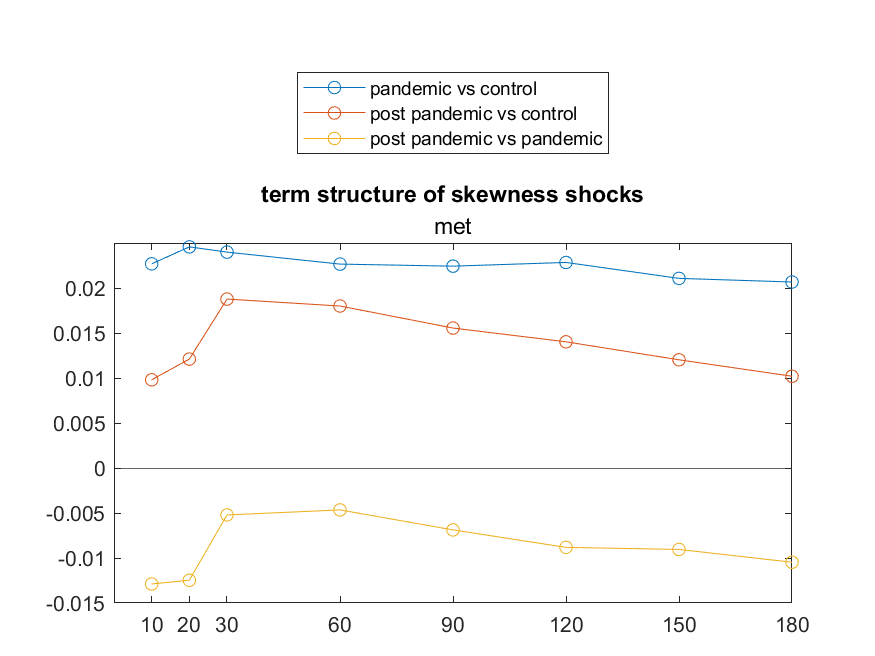 pandemic vs control
post pandemic vs control
post pandemic vs pandemic
term structure of skewness shocks
met
0.02
0.015
0.01
0.005
0
-0.005
-0.01
-0.015
10 20 30 60 90 120 150 180